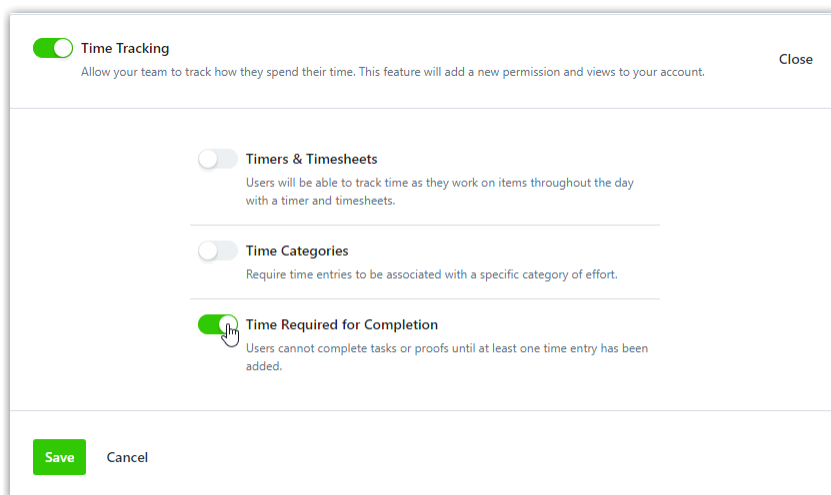 Time Tracking
Allow your team to track how they spend their time. This feature will add a new permission and views to your account.
Close
Timers & Timesheets
Users will be able to track time as they work on items throughout the day
with a timer and timesheets.
Time Categories
Require time entries to be associated with a specific category of effort.
Time Required for Completion
Users cannot complete tasks or proofs until at least one time entry has been
added.
Save
Cancel